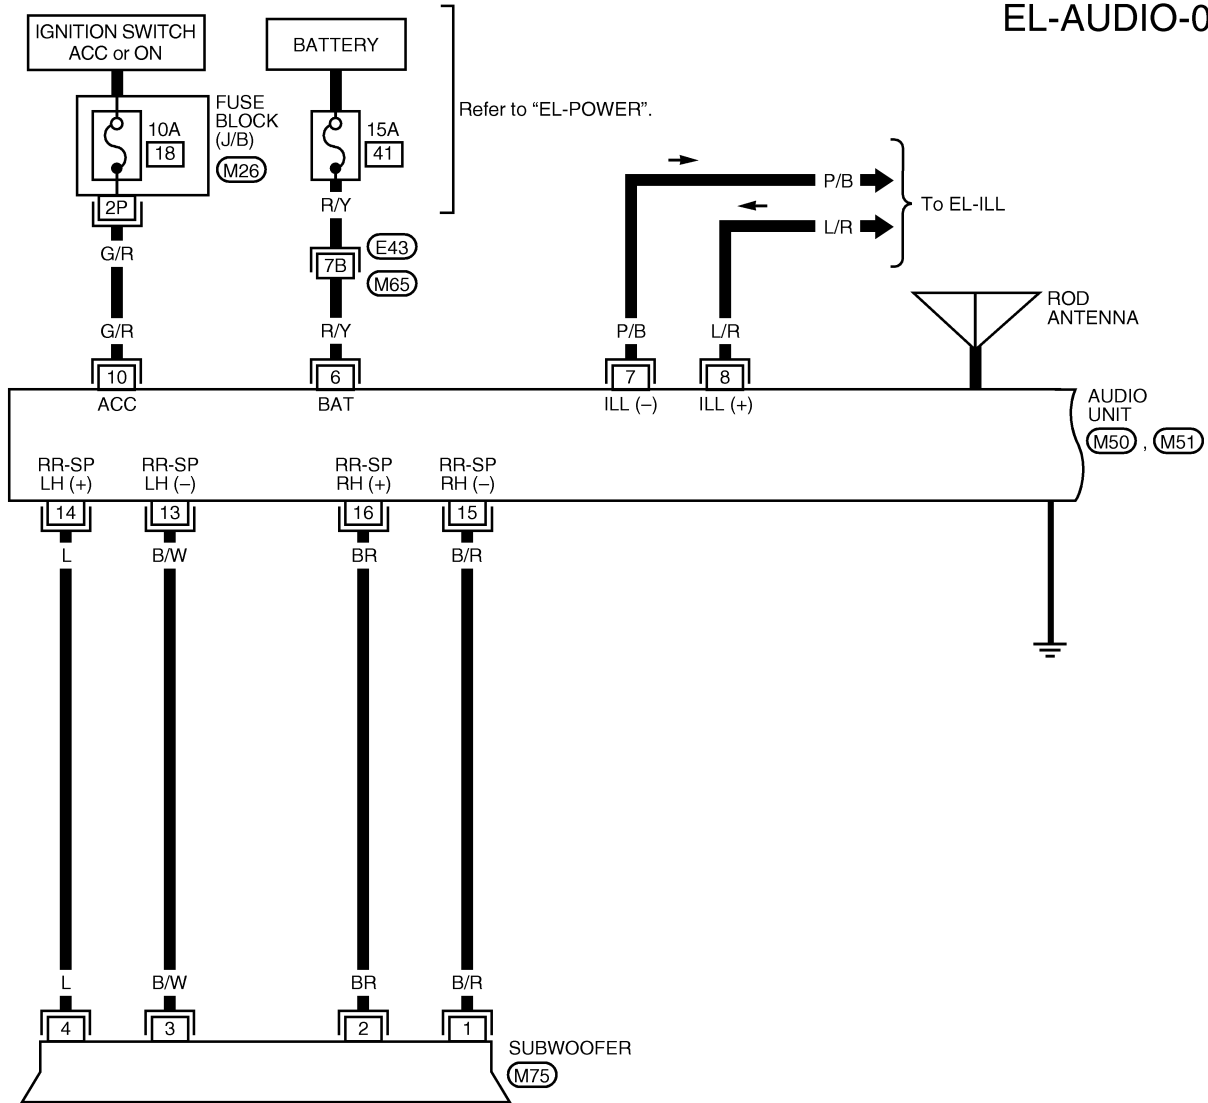 EL-AUDIO-0
IGNITION SWITCH
ACC or ON
BATTERY
Refer to “EL-POWER”.
FUSE
BLOCK
(J/B)
M26
10A
18
15A
41
2P
R/Y
G/R
7B
E43
M65
P/B
L/R
To EL-ILL
ROD
ANTENNA
G/R
R/Y
P/B
L/R
10
6
7
8
ACC
BAT
ILL (–)
ILL (+)
AUDIO
UNIT
M50 , M51
RR-SP
LH (+)
RR-SP
LH (–)
RR-SP
RH (+)
RR-SP
RH (–)
14
13
16
15
L
B/W
BR
B/R
L
B/W
BR
B/R
4
3
2
1
SUBWOOFER
M75